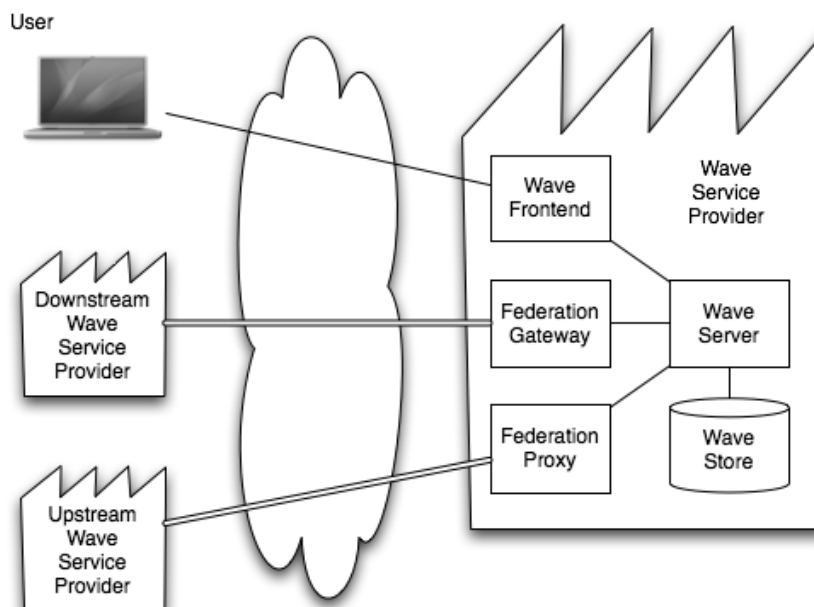 User
Wave
Frontend
Wave
Service
Provider
Downstream
Wave
Service
Provider
Federation
Gateway
Wave
Server
Federation
Proxy
Wave
Store
Upstream
Wave
Service
Provider